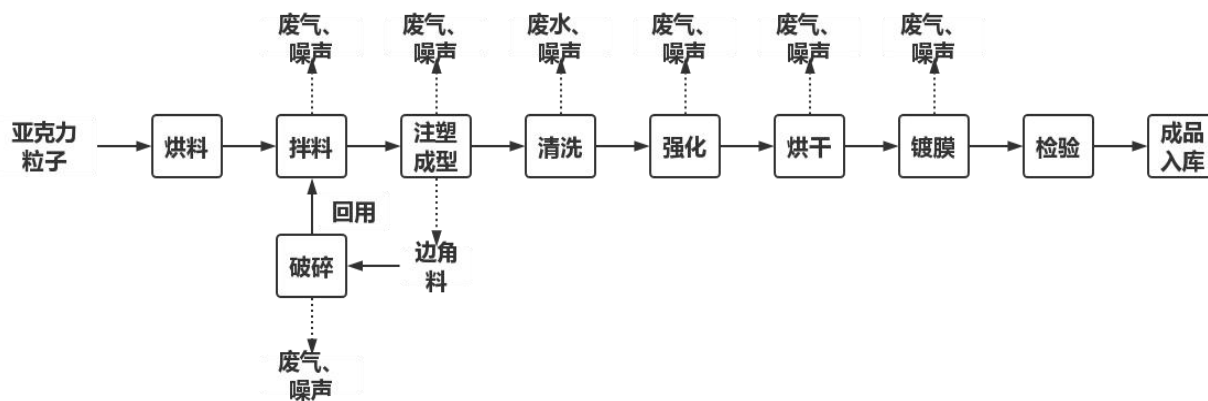 废气、
噪声
废气、
噪声
废水、
噪声
废气、
噪声
废气、
噪声
废气、
噪声
亚克力
粒子
烘料
拌料
注塑
成型
清洗
强化
烘干
镀膜
检验
成品
入库
回用
破碎
边角
料
废气、
噪声